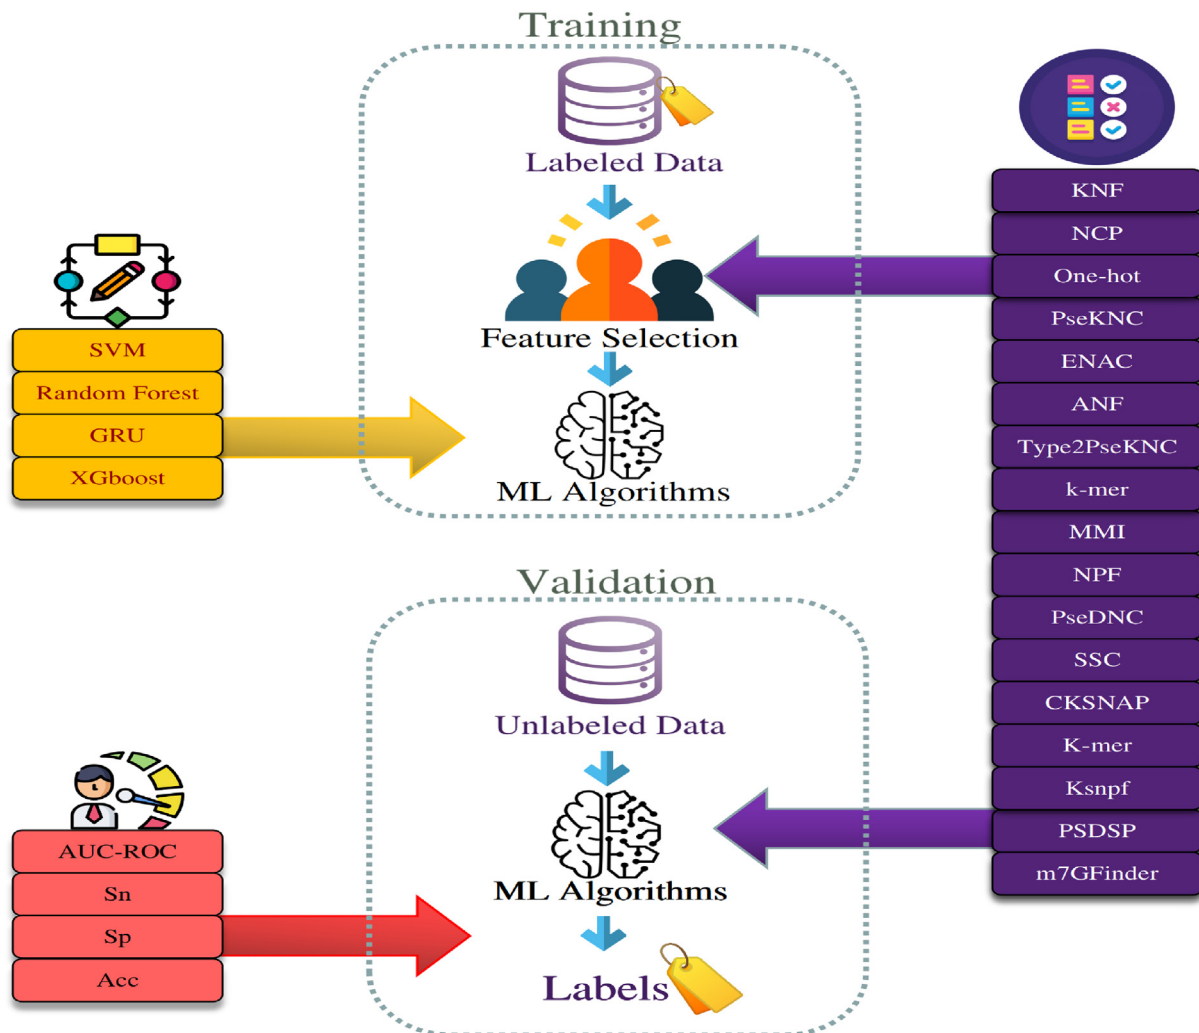 Training
Labeled Data
Feature Selection
ML Algorithms
SVM
Random Forest
GRU
XGboost
Validation
Unlabeled Data
ML Algorithms
Labels
AUC-ROC
Sn
Sp
Acc
KNF
NCP
One-hot
PseKNC
ENAC
ANF
Type2PseKNC
k-mer
MMI
NPF
PseDNC
SSC
CKSNAP
K-mer
Ksnpf
PSDSP
m7GFinder